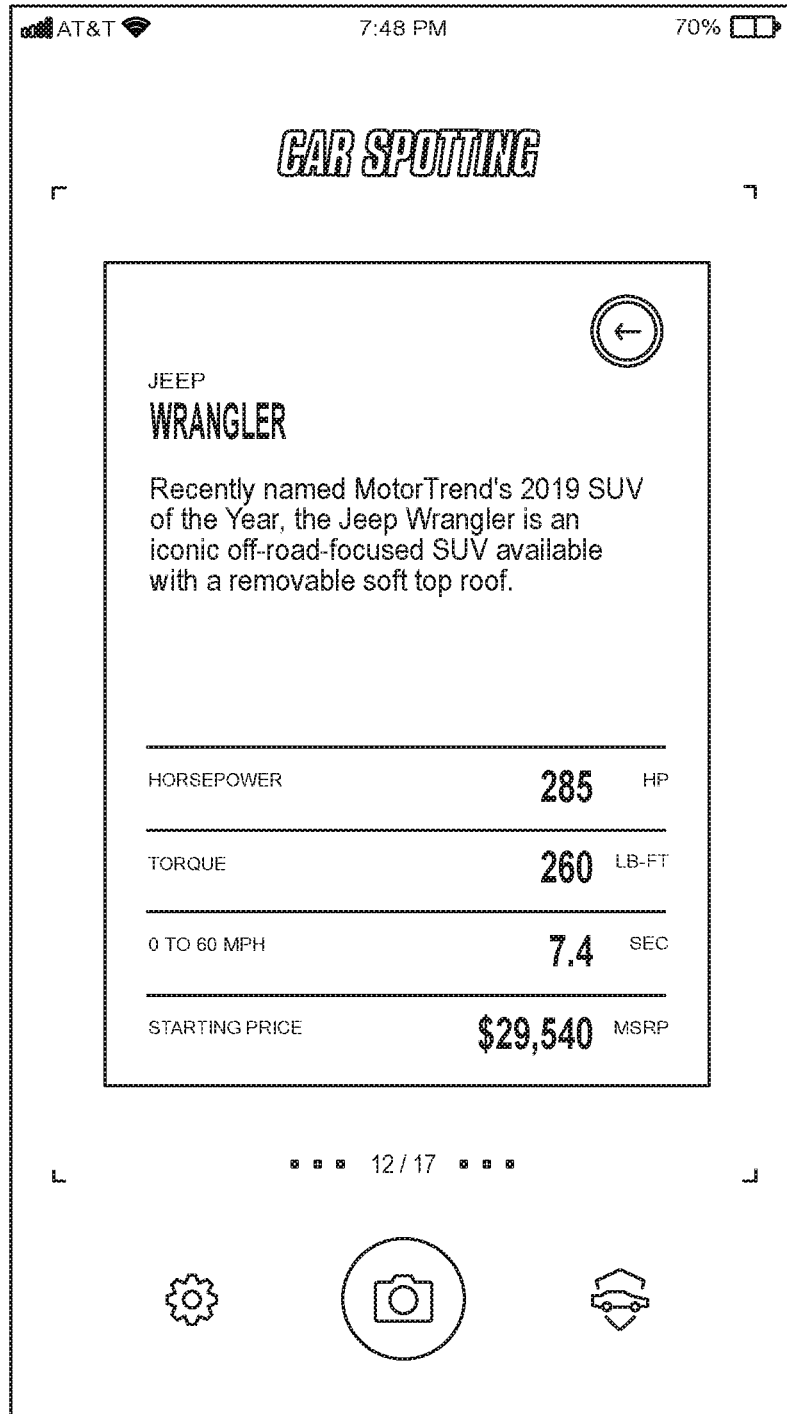 AT&T 7:48 PM 70%
CAR SPOTTING
JEEP
WRANGLER
Recently named MotorTrend's 2019 SUV
of the Year, the Jeep Wrangler is an
iconic off-road-focused SUV available
with a removable soft top roof.
HORSEPOWER 285 HP
TORQUE 260 LB-FT
0 TO 60 MPH 7.4 SEC
STARTING PRICE $29,540 MSRP
12 / 17